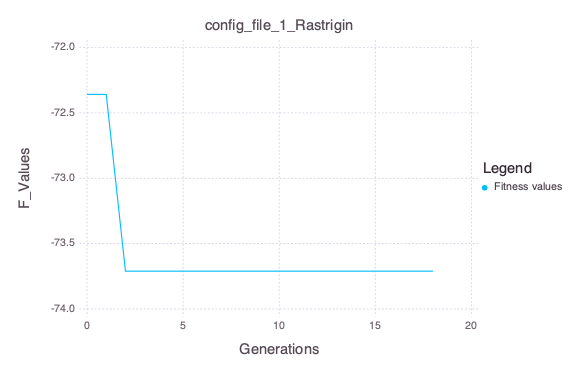 config_file_1_Rastrigin
-72.0
-72.5
-73.0
-73.5
-74.0
F_Values
0 5 10 15 20
Generations
Legend
Fitness values